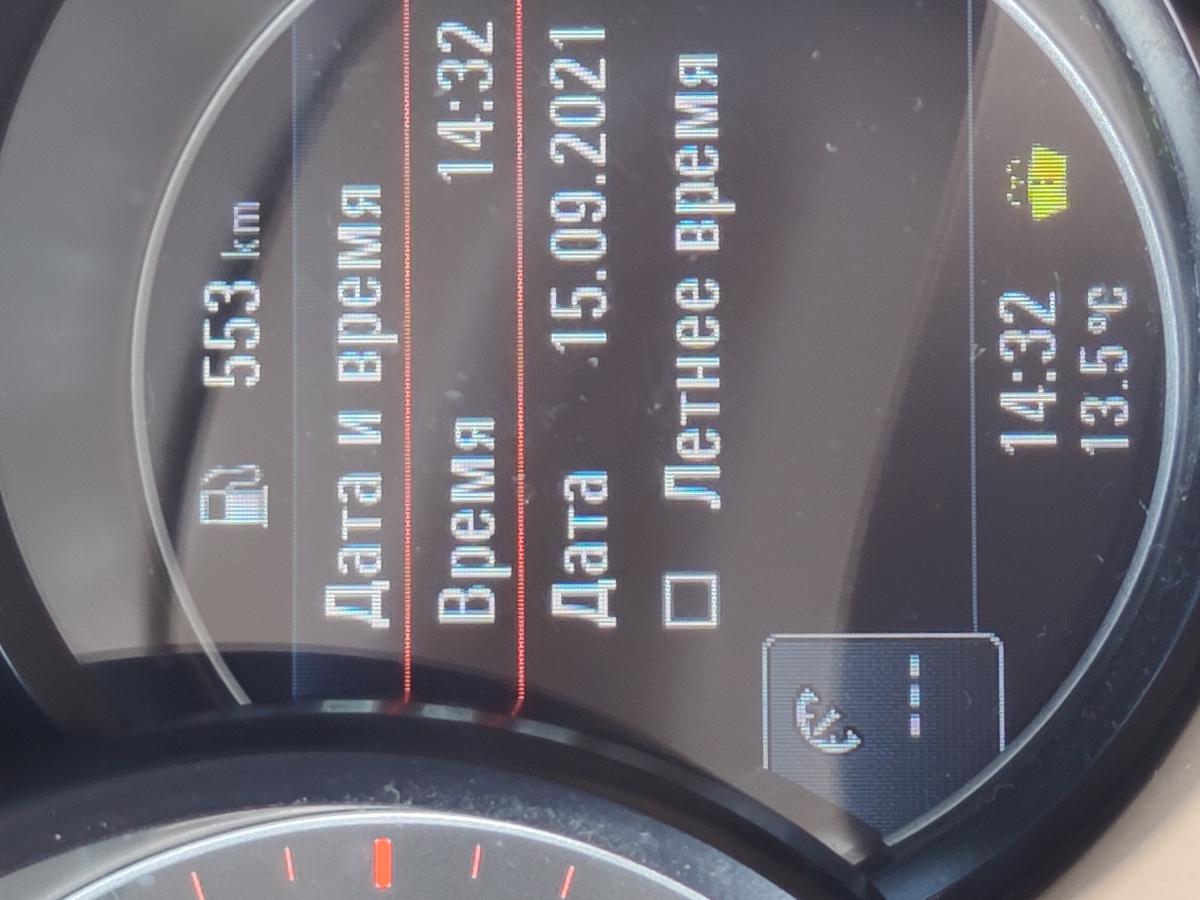 553 km
Дата и время
Время 14:32
Дата 15.09.2021
Летнее время
---
14:32
13.5°C